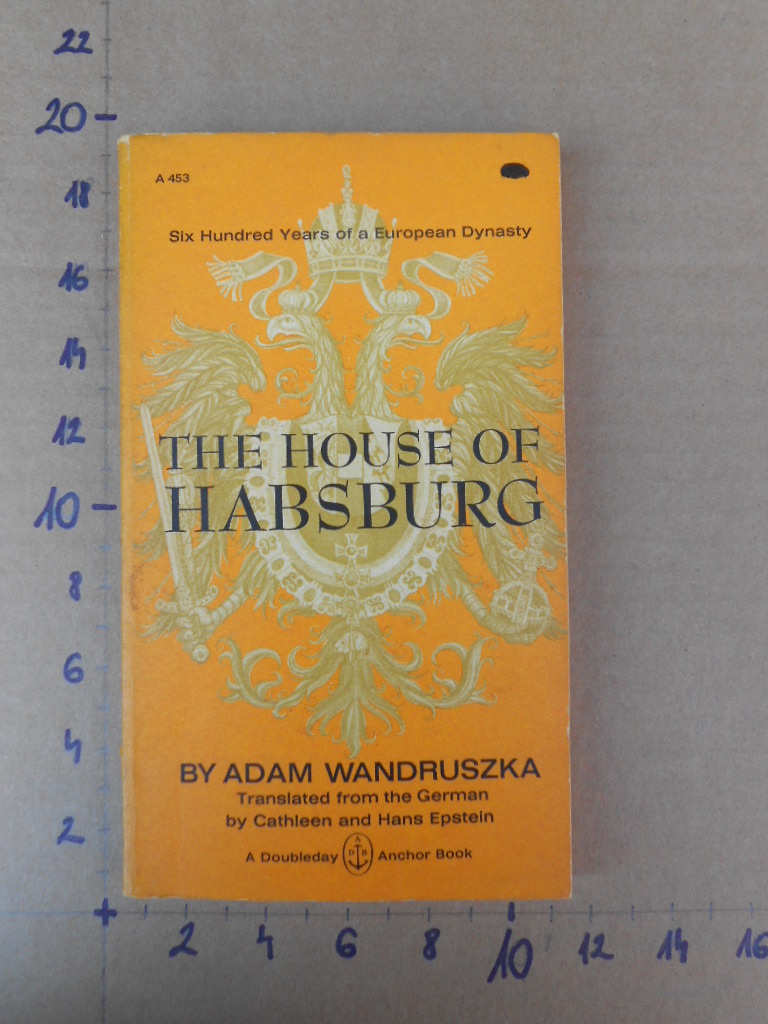 22
20
18
16
14
12
10
8
6
4
2
A 453
Six Hundred Years of a European Dynasty
THE HOUSE OF
HABSBURG
BY ADAM WANDRUSZKA
Translated from the German
by Cathleen and Hans Epstein
A Doubleday A D B Anchor Book
2 4 6 8 10 12 14 16